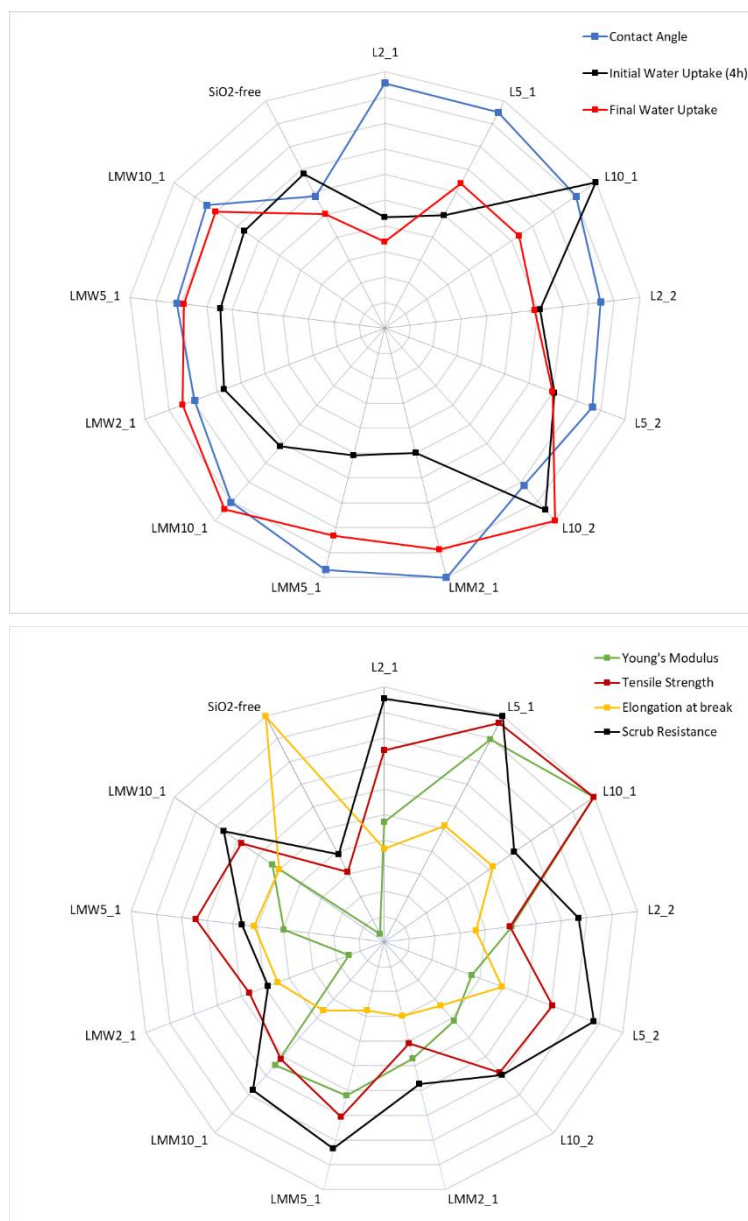 L2_1
Contact Angle
Initial Water Uptake (4h)
Final Water Uptake
SiO2-free
L5_1
LMW10_1
L10_1
LMW5_1
L2_2
LMW2_1
L5_2
LMM10_1
L10_2
LMM5_1
LMM2_1
Young's Modulus
Tensile Strength
Elongation at break
Scrub Resistance
L2_1
SiO2-free
L5_1
LMW10_1
L10_1
LMW5_1
L2_2
LMW2_1
L5_2
LMM10_1
L10_2
LMM5_1
LMM2_1